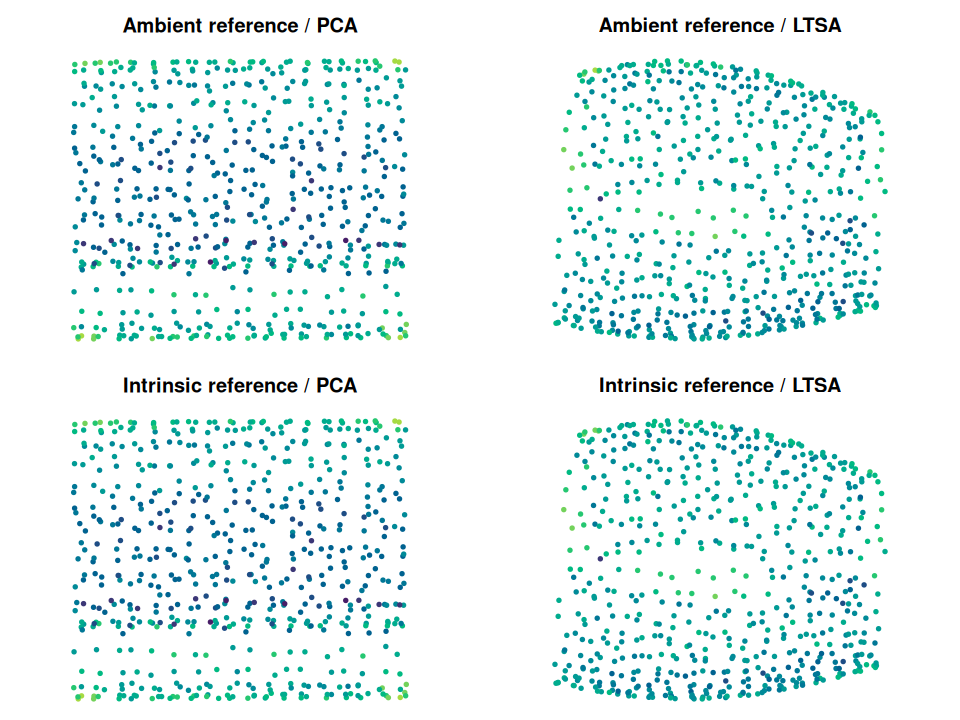 Ambient reference / PCA
Ambient reference / LTSA
Intrinsic reference / PCA
Intrinsic reference / LTSA